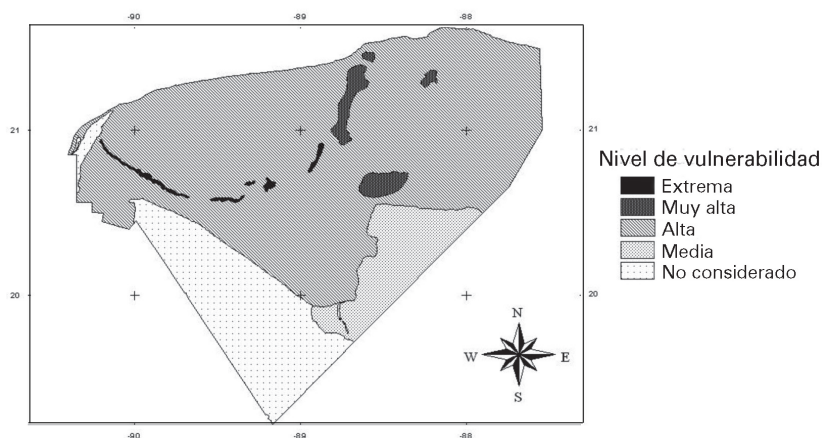 -90 -89 -88
21 21
20 20
-90 -89 -88
N
W E
S
Nivel de vulnerabilidad
Extrema
Muy alta
Alta
Media
No considerado